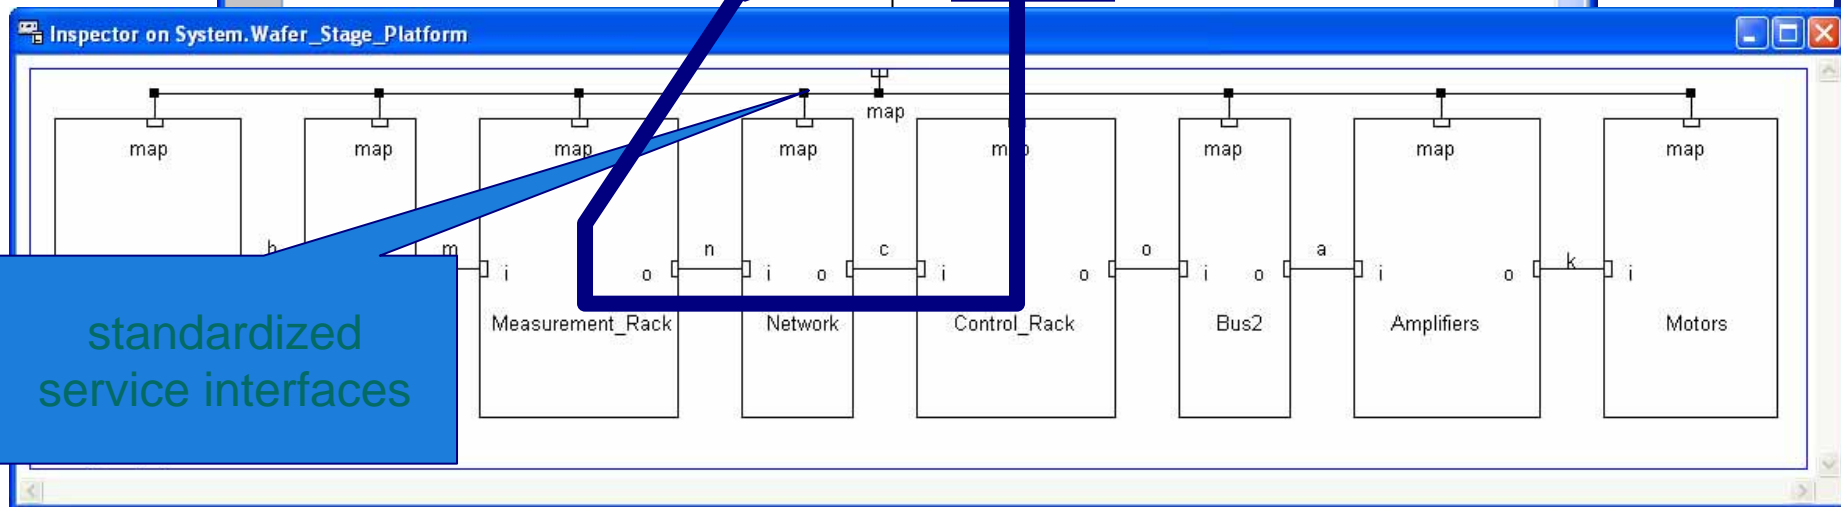 Inspector on System.Wafer_Stage_Platform
map
map map map map map map map map
m n c o a k
i o i o i o i o i o i
Measurement_Rack Network Control_Rack Bus2 Amplifiers Motors
standardized
service interfaces